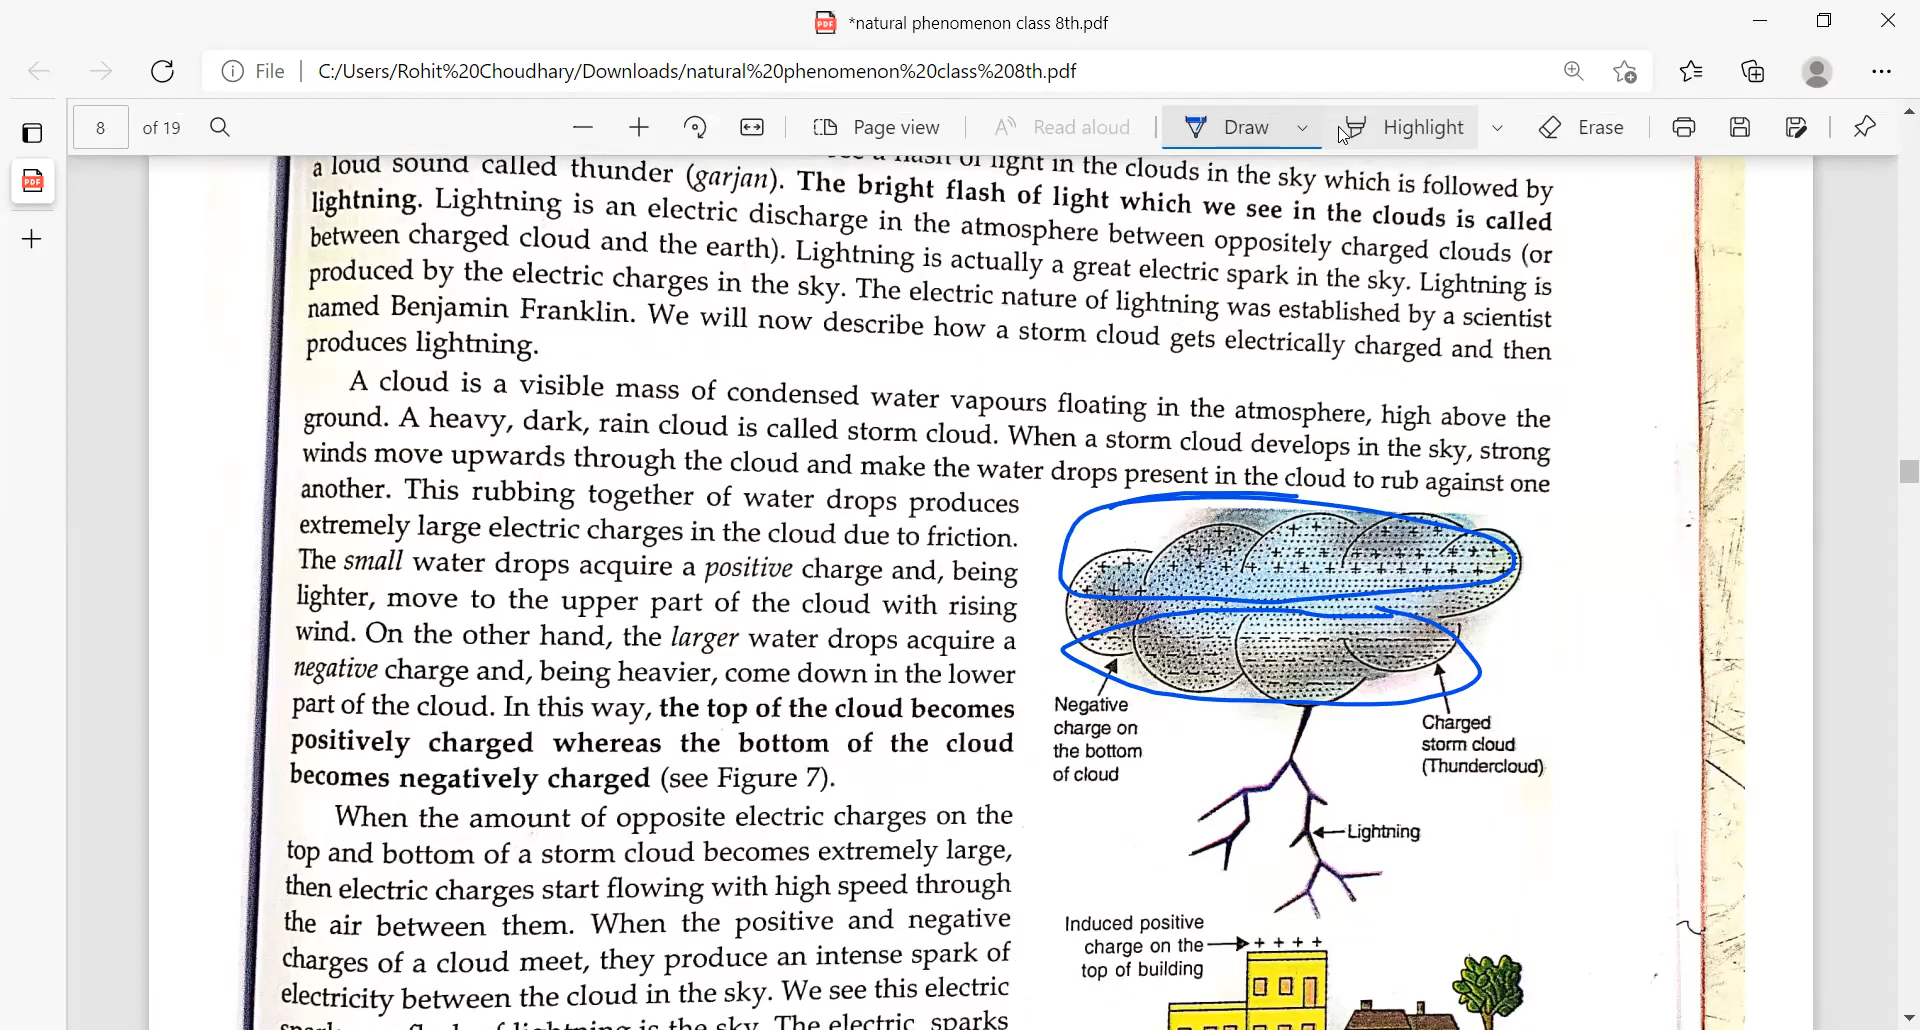 *natural phenomenon class 8th.pdf
File
C:/Users/Rohit%20Choudhary/Downloads/natural%20phenomenon%20class%208th.pdf
8 of 19
Page view
Read aloud
Draw
Highlight
Erase
light in the clouds in the sky which is followed by
a loud sound called thunder (garjan). The bright flash of light which we see in the clouds is called
lightning. Lightning is an electric discharge in the atmosphere between oppositely charged clouds (or
between charged cloud and the earth). Lightning is actually a great electric spark in the sky. Lightning is
produced by the electric charges in the sky. The electric nature of lightning was established by a scientist
named Benjamin Franklin. We will now describe how a storm cloud gets electrically charged and then
produces lightning.
A cloud is a visible mass of condensed water vapours floating in the atmosphere, high above the
ground. A heavy, dark, rain cloud is called storm cloud. When a storm cloud develops in the sky, strong
winds move upwards through the cloud and make the water drops present in the cloud to rub against one
another. This rubbing together of water drops produces
extremely large electric charges in the cloud due to friction.
The small water drops acquire a positive charge and, being
lighter, move to the upper part of the cloud with rising
wind. On the other hand, the larger water drops acquire a
negative charge and, being heavier, come down in the lower
part of the cloud. In this way, the top of the cloud becomes
positively charged whereas the bottom of the cloud
becomes negatively charged (see Figure 7).
When the amount of opposite electric charges on the
top and bottom of a storm cloud becomes extremely large,
then electric charges start flowing with high speed through
the air between them. When the positive and negative
charges of a cloud meet, they produce an intense spark of
electricity between the cloud in the sky. We see this electric
the sky. The electric sparks
Negative
charge on
the bottom
of cloud
Charged
storm cloud
(Thundercloud)
Lightning
Induced positive
charge on the
top of building
++++